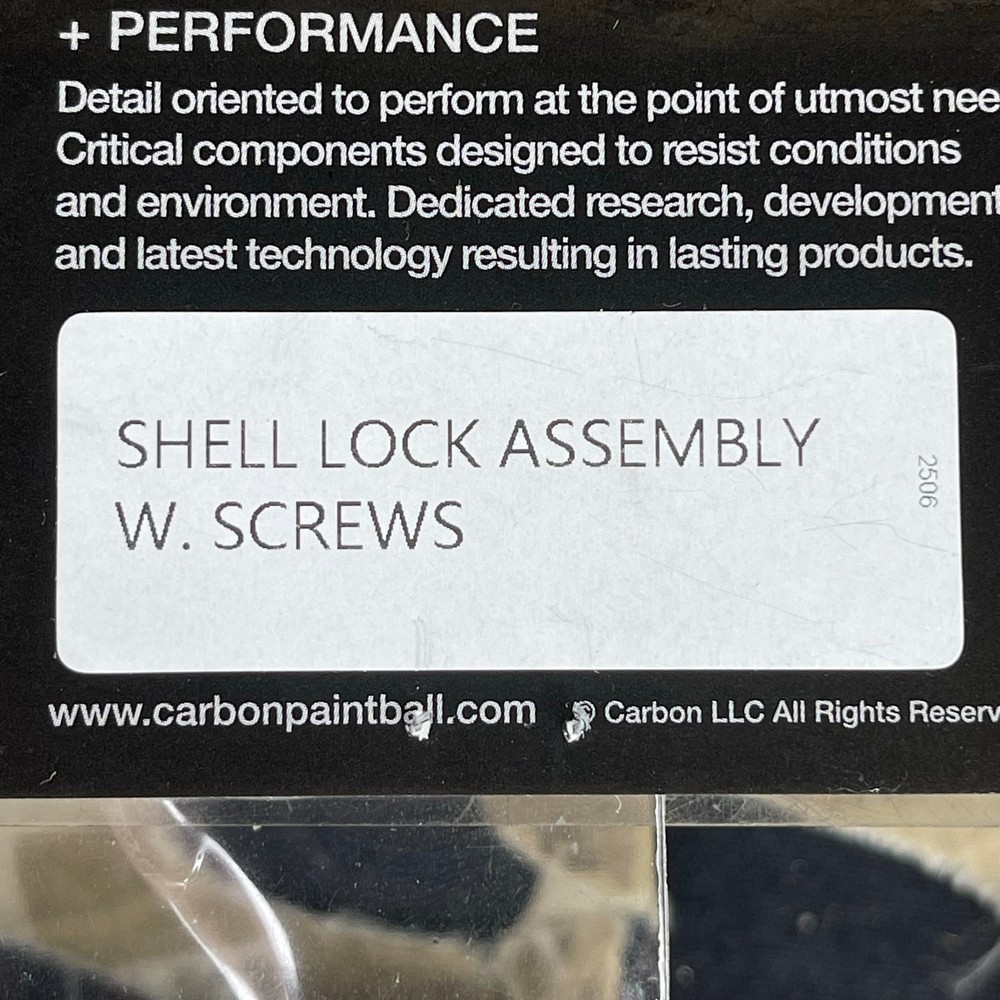 + PERFORMANCE
Detail oriented to perform at the point of utmost nee
Critical components designed to resist conditions
and environment. Dedicated research, development
and latest technology resulting in lasting products.
SHELL LOCK ASSEMBLY
W. SCREWS
2506
www.carbonpaintball.com
© Carbon LLC All Rights Reserv